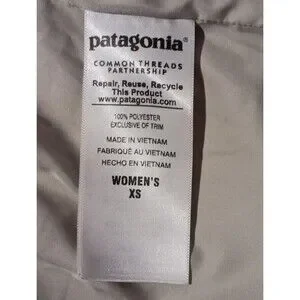 patagonia®
COMMON THREADS
PARTNERSHIP
Repair, Reuse, Recycle
This Product
www.patagonia.com
100% POLYESTER
EXCLUSIVE OF TRIM
MADE IN VIETNAM
FABRIQUÉ AU VIETNAM
HECHO EN VIETNAM
WOMEN'S
XS